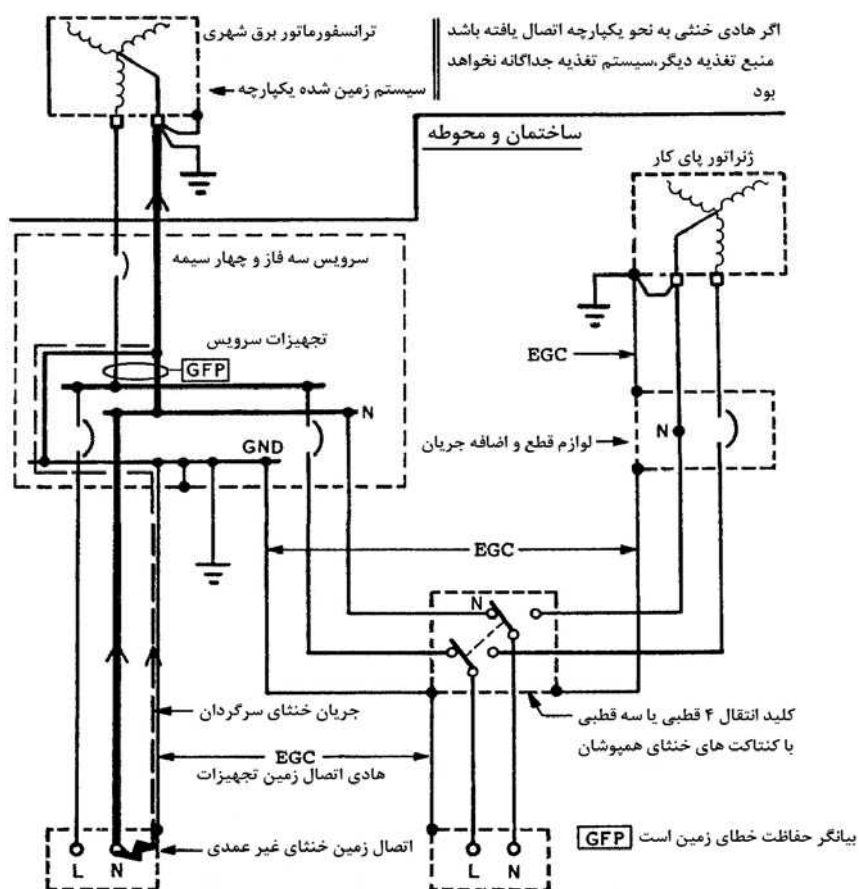 ترانسفورماتور برق شهری
سیستم زمین شده یکپارچه
اگر هادی خنثی به نحو یکپارچه اتصال یافته باشد
منبع تغذیه دیگر،سیستم تغذیه جداگانه نخواهد
بود
ساختمان و محوطه
ژنراتور پای کار
سرویس سه فاز و چهار سیمه
تجهیزات سرویس
GFP
EGC
N
GND
N
لوازم قطع و اضافه جریان
EGC
N
کلید انتقال ۴ قطبی یا سه قطبی
با کنتاکت های خنثای همپوشان
جریان خنثای سرگردان
EGC
هادی اتصال زمین تجهیزات
اتصال زمین خنثای غیر عمدی
L N
L N
بیانگر حفاظت خطای زمین است GFP